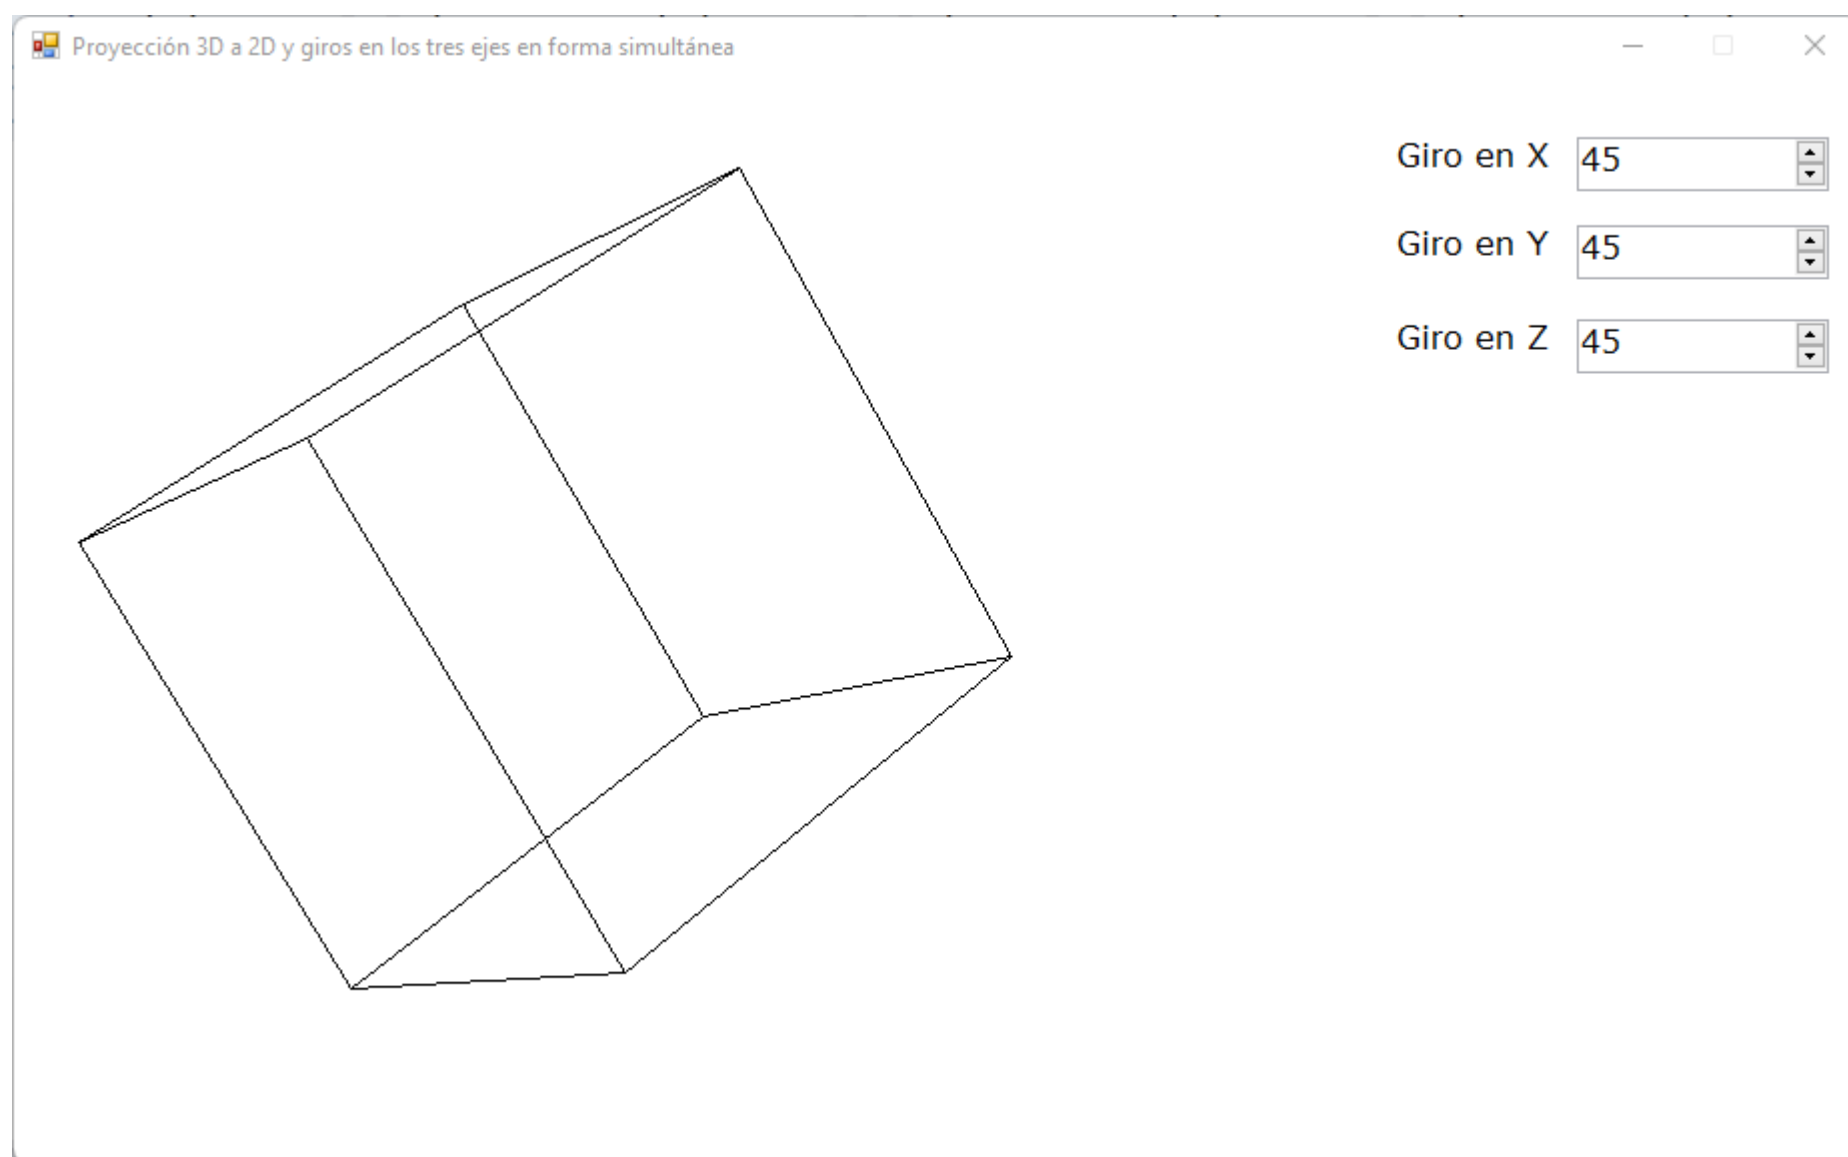 Proyección 3D a 2D y giros en los tres ejes en forma simultánea
Giro en X 45
Giro en Y 45
Giro en Z 45